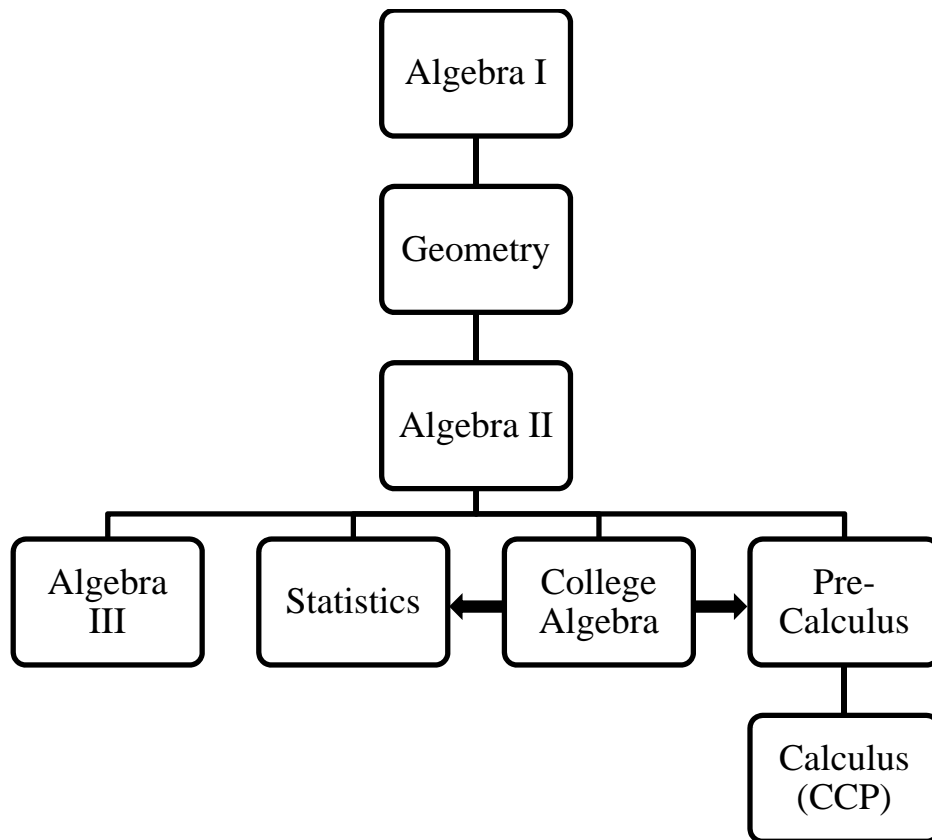 Algebra I
Geometry
Algebra II
Algebra
III
Statistics
College
Algebra
Pre-
Calculus
Calculus
(CCP)